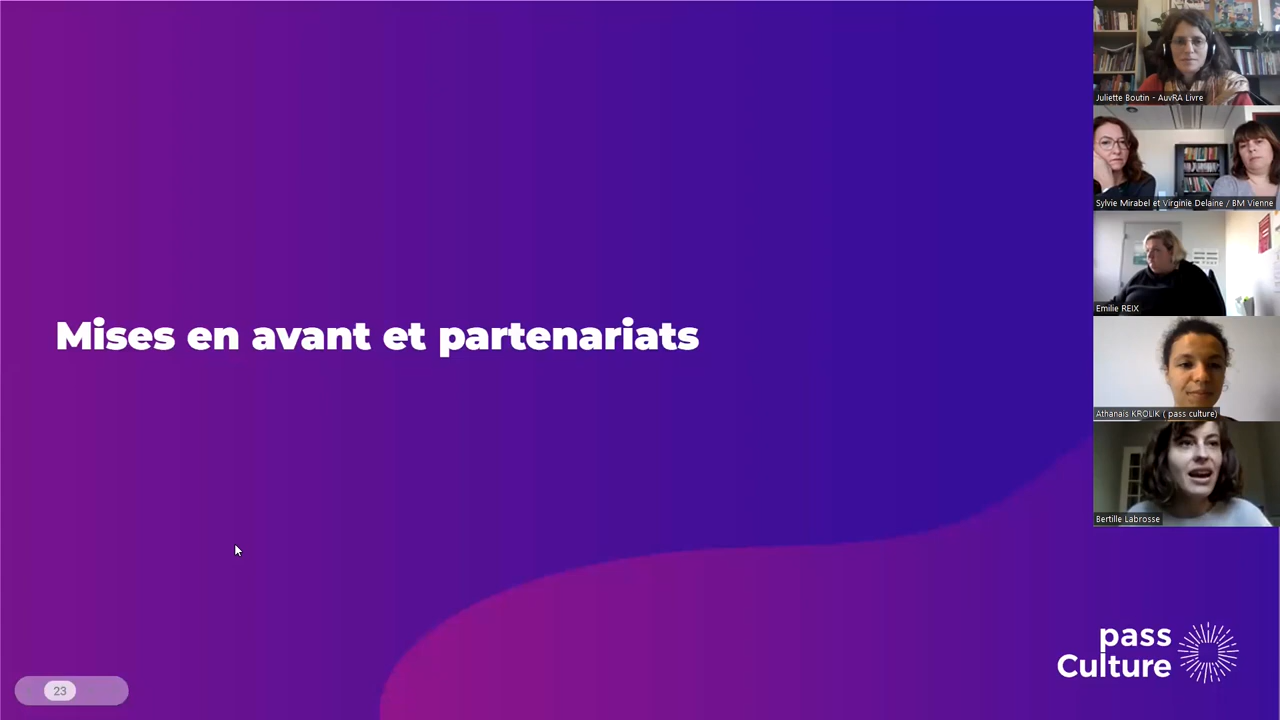 Mises en avant et partenariats
Juliette Boutin - AuvRA Livre
Sylvie Mirabel et Virginie Delaine / BM Vienne
Emilie REIX
Athanaïs KROLIK ( pass culture)
Bertille Labrosse
pass
Culture
23